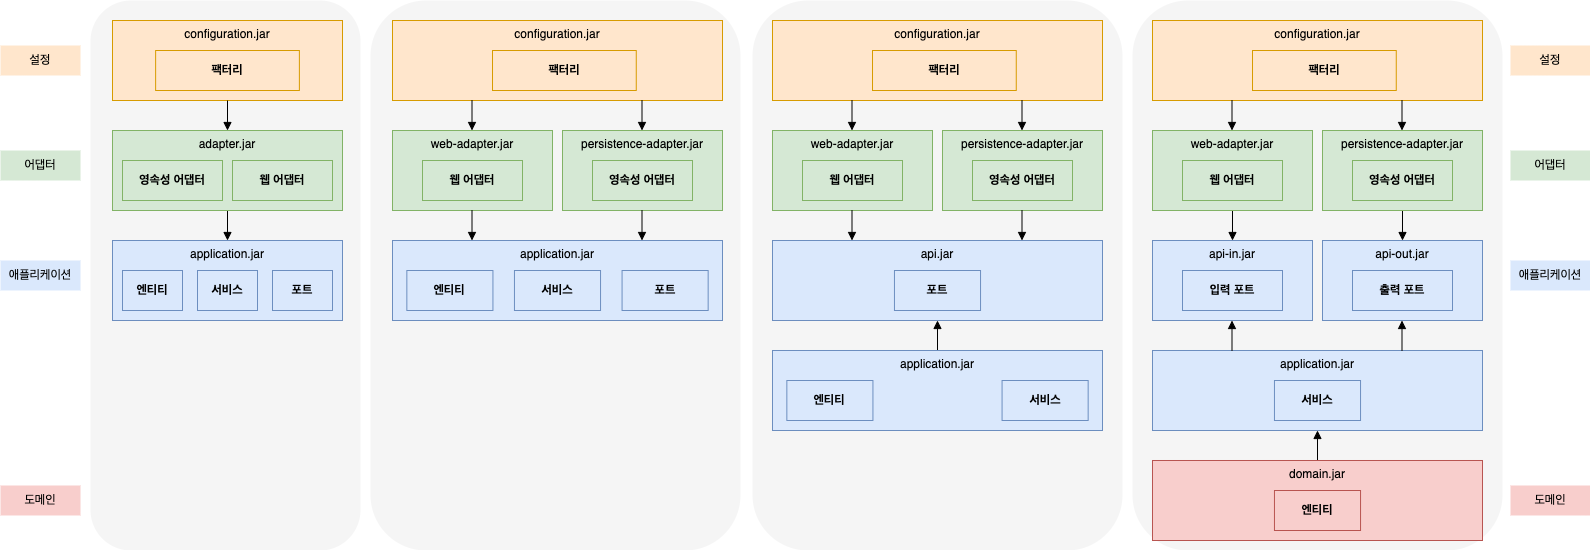 설정
어댑터
애플리케이션
도메인
configuration.jar
팩터리
adapter.jar
영속성 어댑터
웹 어댑터
application.jar
엔티티
서비스
포트
configuration.jar
팩터리
web-adapter.jar
웹 어댑터
persistence-adapter.jar
영속성 어댑터
application.jar
엔티티
서비스
포트
configuration.jar
팩터리
web-adapter.jar
웹 어댑터
persistence-adapter.jar
영속성 어댑터
api.jar
포트
application.jar
엔티티
서비스
configuration.jar
팩터리
web-adapter.jar
웹 어댑터
persistence-adapter.jar
영속성 어댑터
api-in.jar
입력 포트
api-out.jar
출력 포트
application.jar
서비스
domain.jar
엔티티
설정
어댑터
애플리케이션
도메인